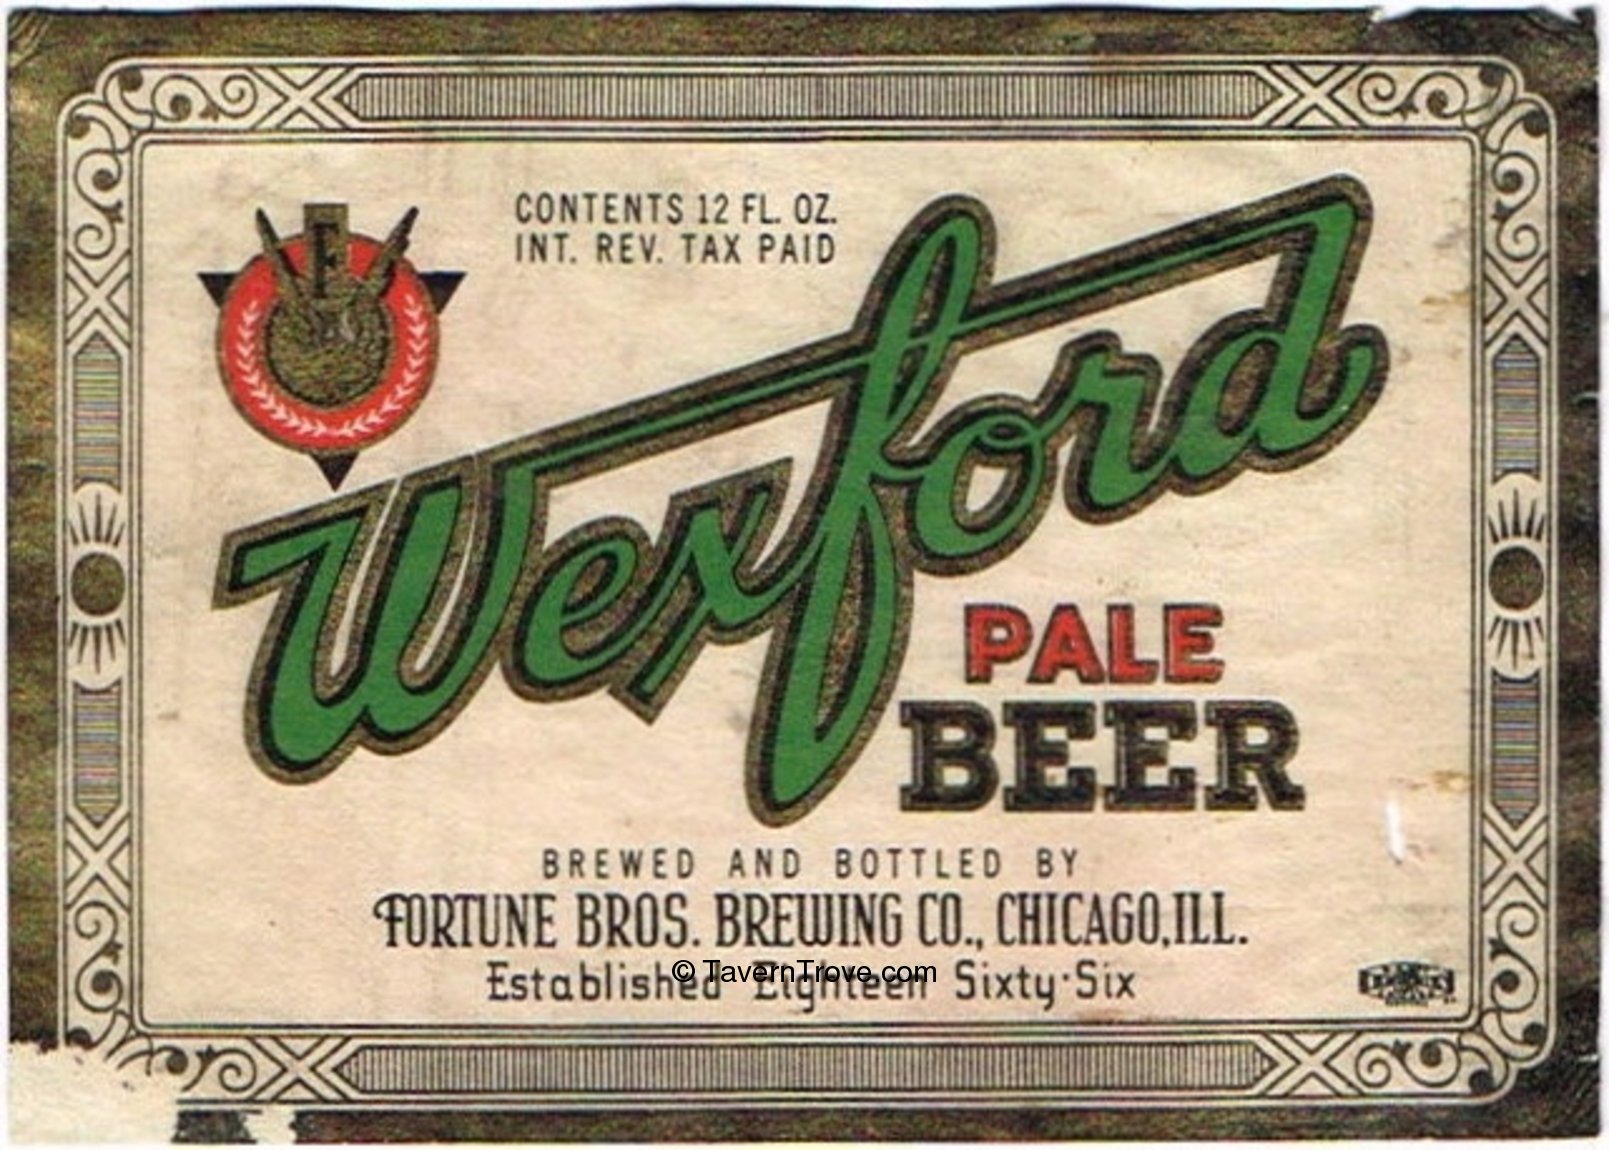 CONTENTS 12 FL. OZ.
INT. REV. TAX PAID
F
Wexford
PALE
BEER
BREWED AND BOTTLED BY
FORTUNE BROS. BREWING CO., CHICAGO, ILL.
Established Eighteen Sixty-Six
© TavernTrove.com